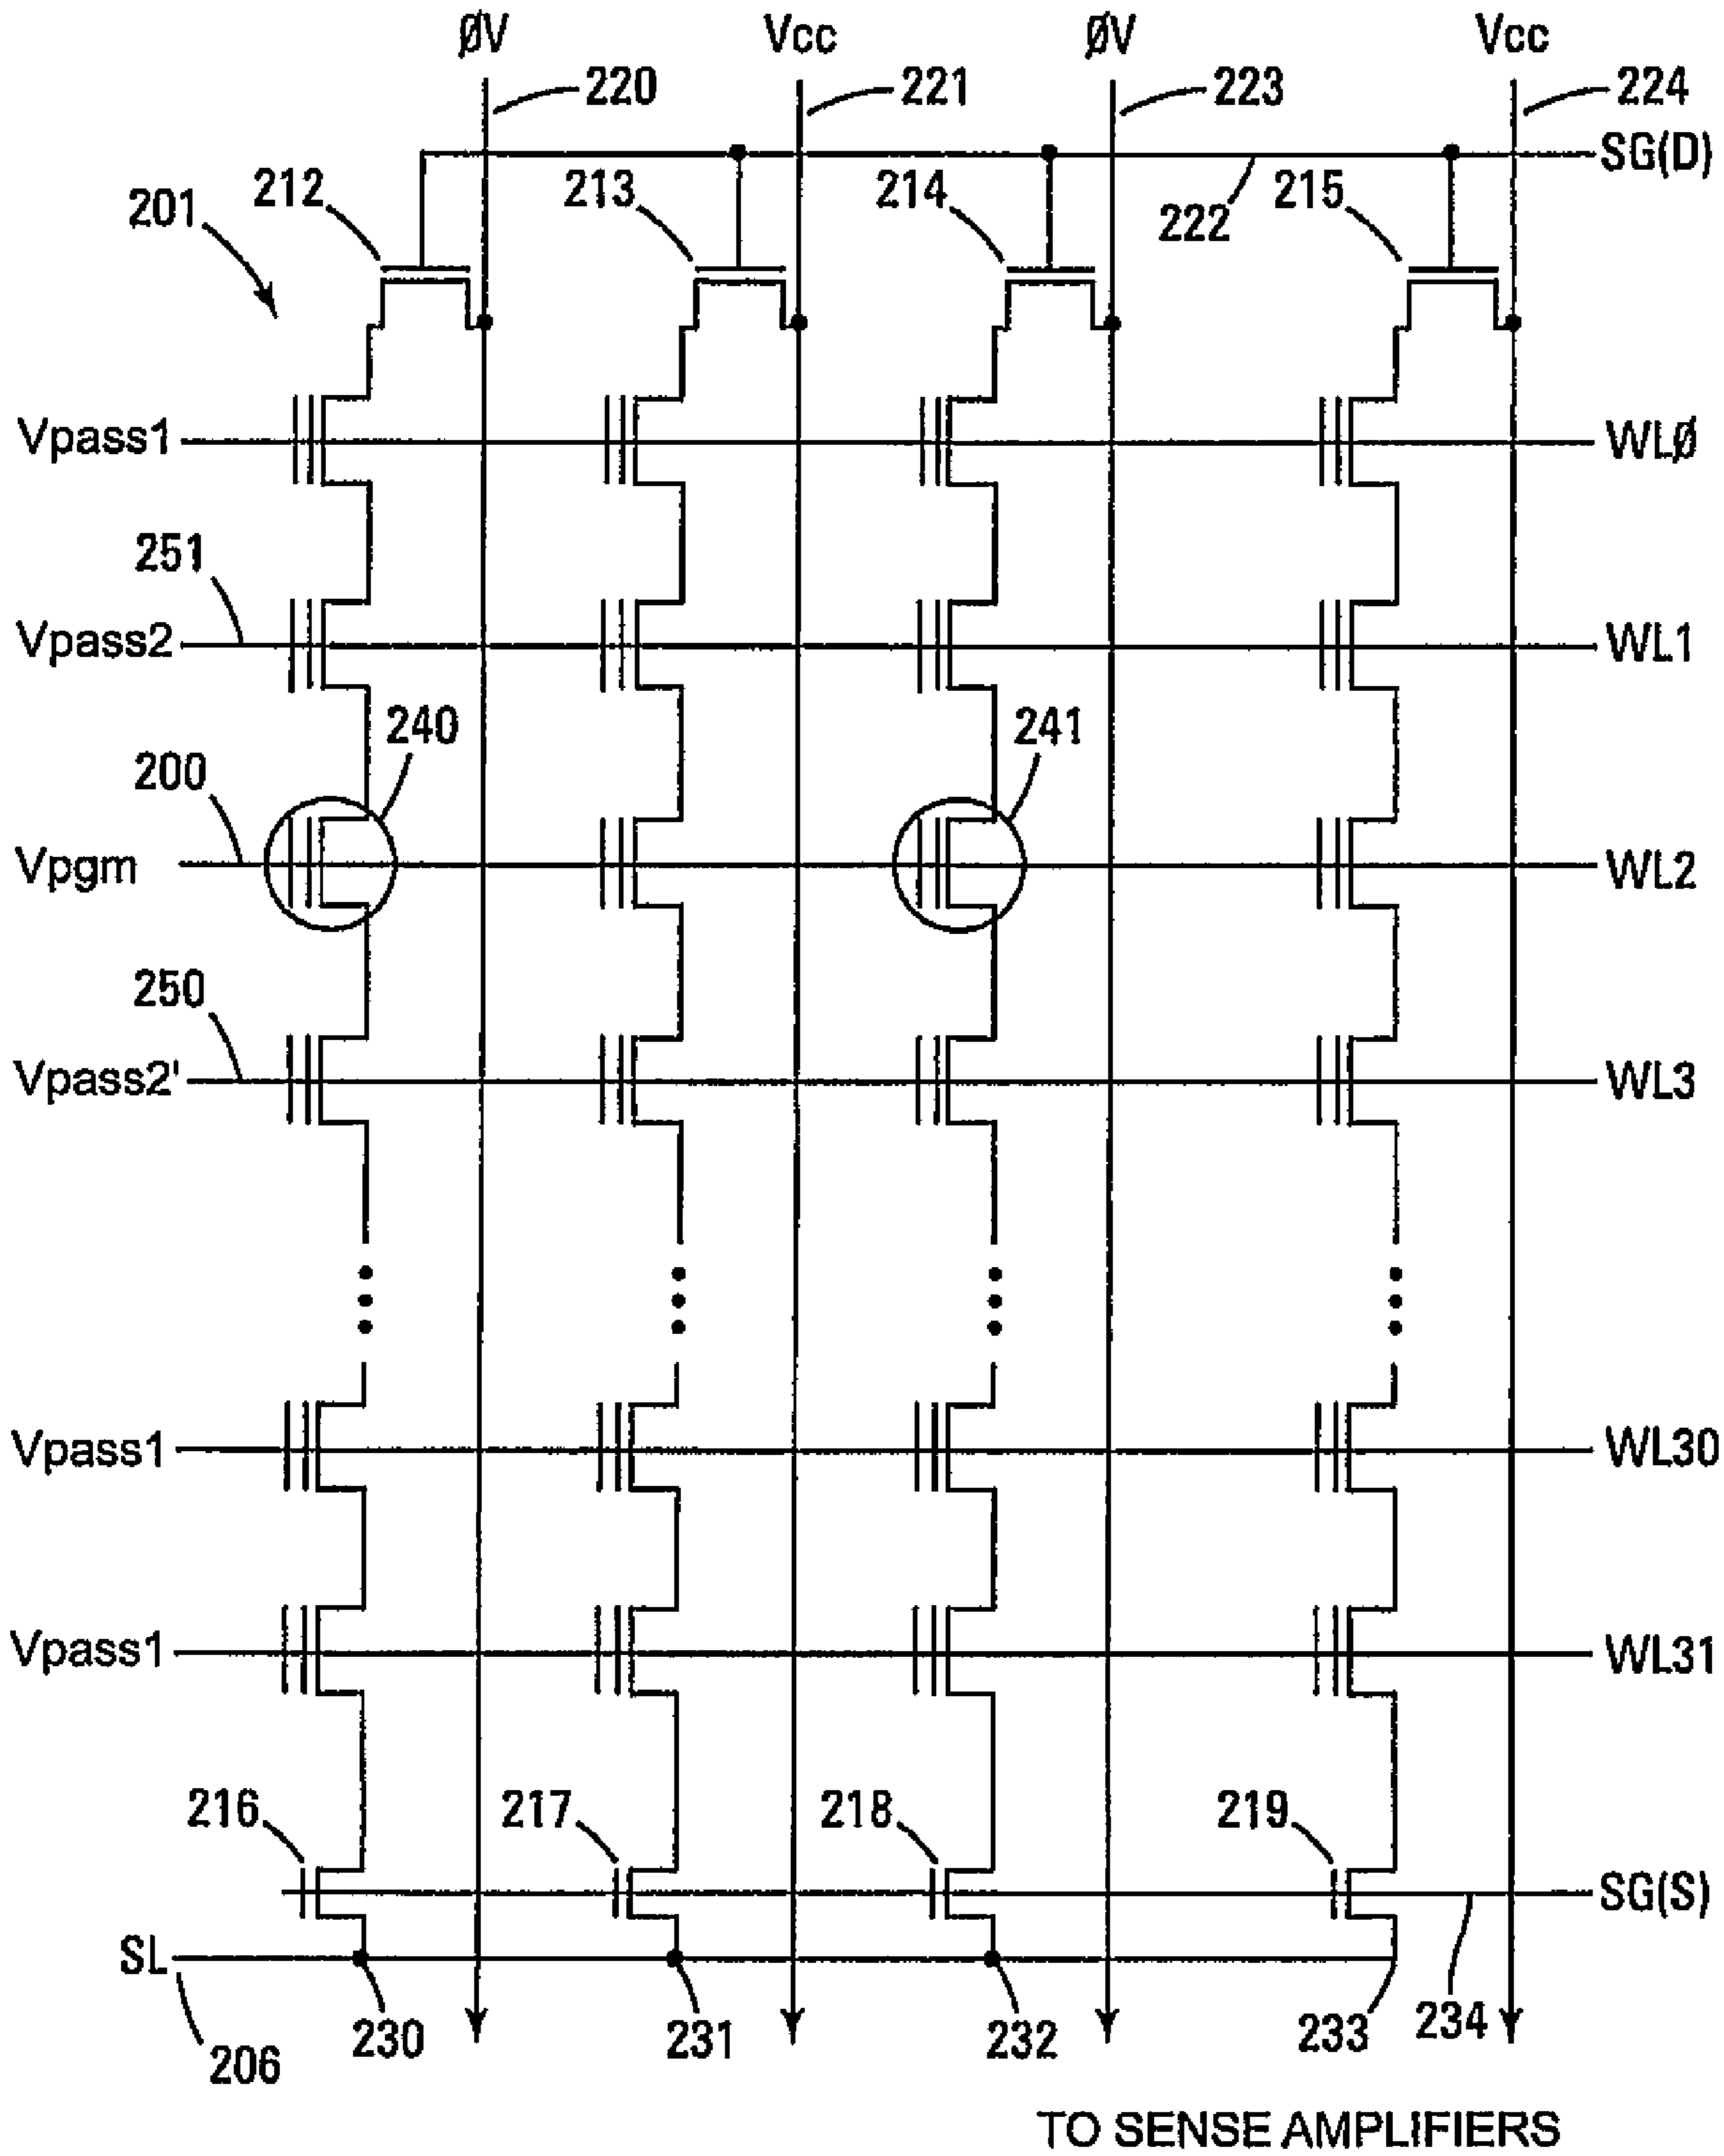 ØV Vcc ØV Vcc
220 221 223 224
SG(D)
212 213 214 215
201 222
Vpass1 WLØ
251
Vpass2 WL1
240 241
200
Vpgm WL2
250
Vpass2' WL3
Vpass1 WL30
Vpass1 WL31
216 217 218 219
SG(S)
SL
230 231 232 233 234
206
TO SENSE AMPLIFIERS